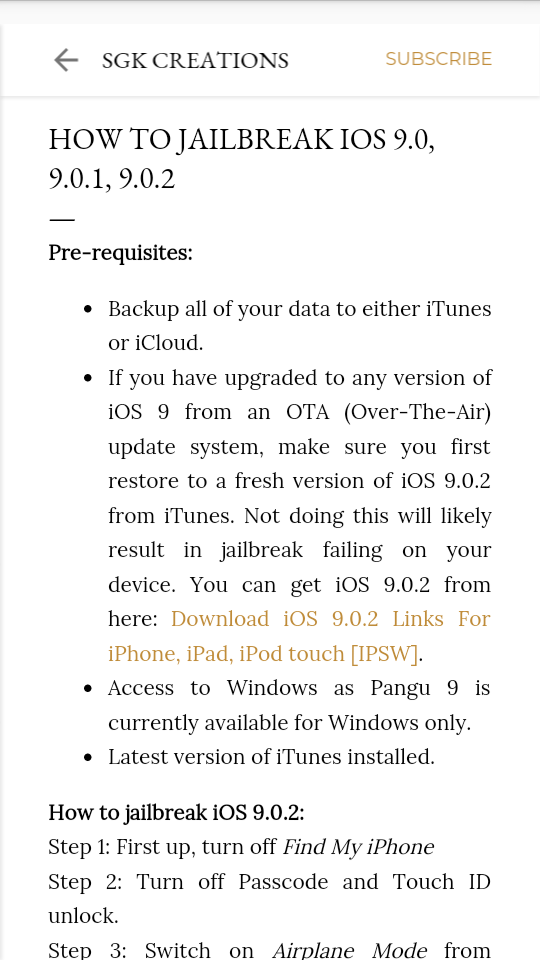 SGK CREATIONS
SUBSCRIBE
HOW TO JAILBREAK IOS 9.0,
9.0.1, 9.0.2
Pre-requisites:
• Backup all of your data to either iTunes
or iCloud.
• If you have upgraded to any version of
iOS 9 from an OTA (Over-The-Air)
update system, make sure you first
restore to a fresh version of iOS 9.0.2
from iTunes. Not doing this will likely
result in jailbreak failing on your
device. You can get iOS 9.0.2 from
here: Download iOS 9.0.2 Links For
iPhone, iPad, iPod touch [IPSW].
• Access to Windows as Pangu 9 is
currently available for Windows only.
• Latest version of iTunes installed.
How to jailbreak iOS 9.0.2:
Step 1: First up, turn off Find My iPhone
Step 2: Turn off Passcode and Touch ID
unlock.
Step 3: Switch on Airplane Mode from